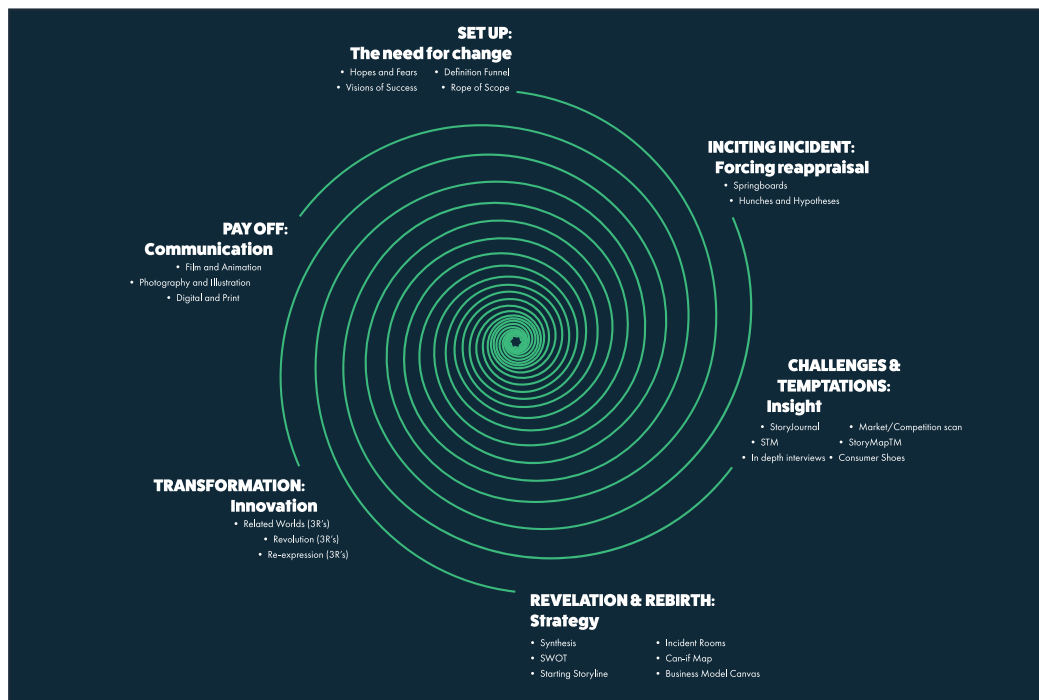 SET UP:
The need for change
• Hopes and Fears • Definition Funnel
• Visions of Success • Rope of Scope
INCITING INCIDENT:
Forcing reappraisal
• Springboards
• Hunches and Hypotheses
CHALLENGES &
TEMPTATIONS:
Insight
• StoryJournal • Market/Competition scan
• STM • StoryMapTM
• In depth interviews • Consumer Shoes
REVELATION & REBIRTH:
Strategy
• Synthesis • Incident Rooms
• SWOT • Can-if Map
• Starting Storyline • Business Model Canvas
TRANSFORMATION:
Innovation
• Related Worlds (3R's)
• Revolution (3R's)
• Re-expression (3R's)
PAY OFF:
Communication
• Film and Animation
• Photography and Illustration
• Digital and Print